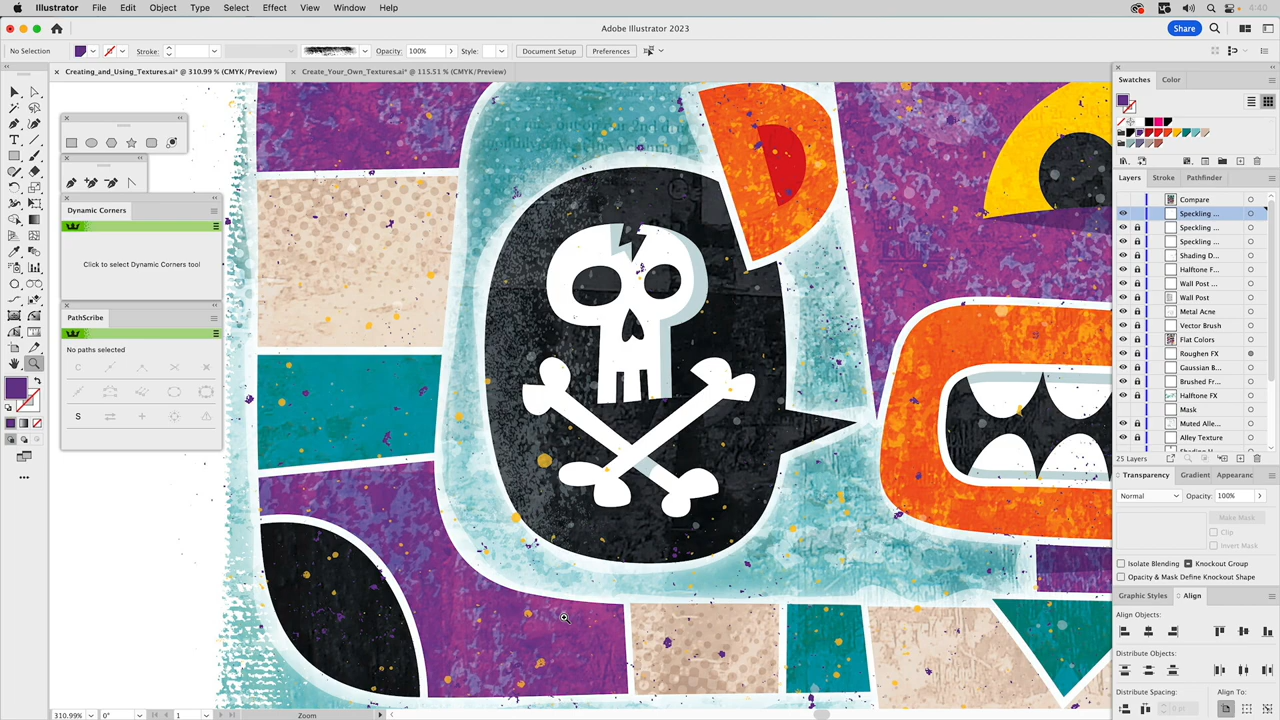 Illustrator File Edit Object Type Select Effect View Window Help
4:40
Adobe Illustrator 2023
Share
No Selection
Stroke:
Opacity: 100%
Style:
Document Setup
Preferences
× Creating_and_Using_Textures.ai* @ 310.99 % (CMYK/Preview)
× Create_Your_Own_Textures.ai* @ 115.51 % (CMYK/Preview)
Swatches Color
Dynamic Corners
Click to select Dynamic Corners tool
PathScribe
No paths selected
Layers Stroke Pathfinder
Compare
Speckling ...
Speckling ...
Speckling ...
Shading D...
Halftone F...
Wall Post ...
Wall Post
Metal Acne
Vector Brush
Flat Colors
Roughen FX
Gaussian B...
Brushed Fr...
Halftone FX
Mask
Muted Alle...
Alley Texture
25 Layers
Transparency Gradient Appearanc
Normal
Opacity: 100%
Make Mask
Clip
Invert Mask
Isolate Blending Knockout Group
Opacity & Mask Define Knockout Shape
Graphic Styles Align
Align Objects:
Distribute Objects:
Distribute Spacing: Align To:
0 pt
310.99% 0° 1 Zoom